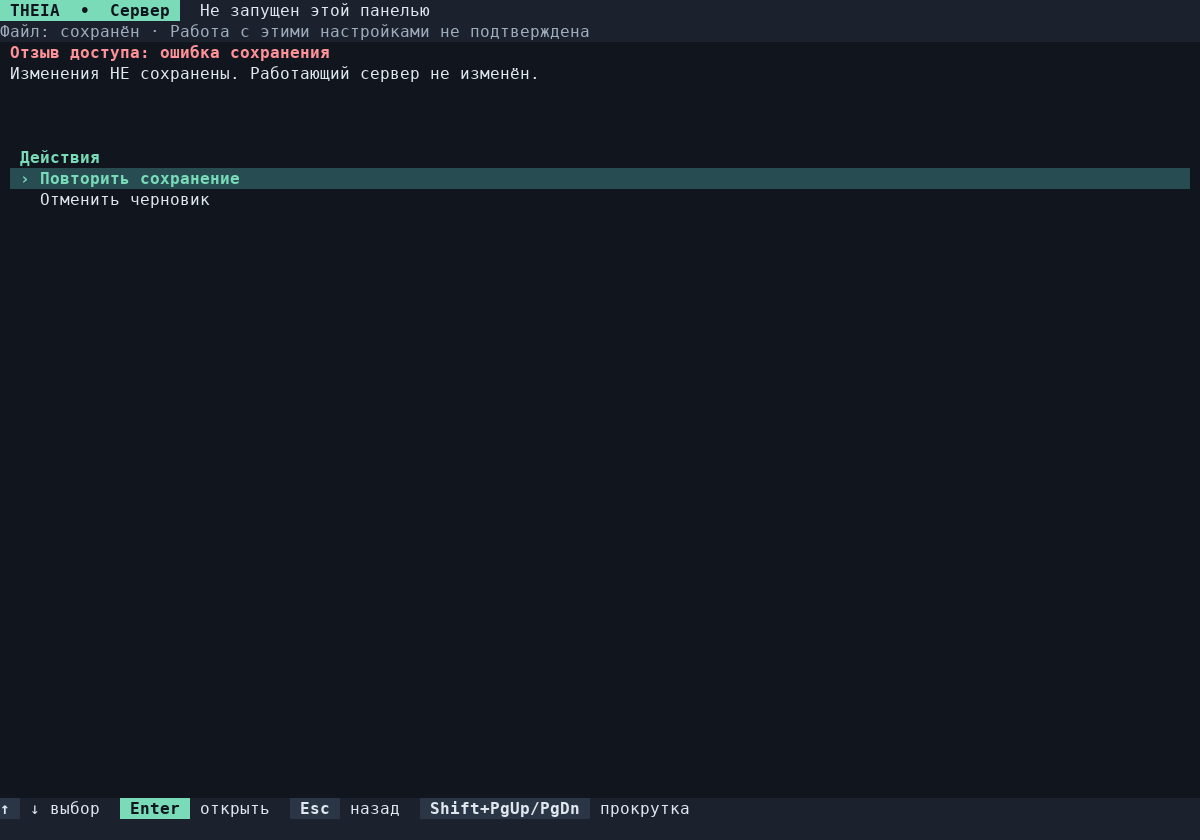 THEIA • Сервер Не запущен этой панелью
Файл: сохранён · Работа с этими настройками не подтверждена
Отзыв доступа: ошибка сохранения
Изменения НЕ сохранены. Работающий сервер не изменён.
Действия
› Повторить сохранение
Отменить черновик
↑ ↓ выбор Enter открыть Esc назад Shift+PgUp/PgDn прокрутка